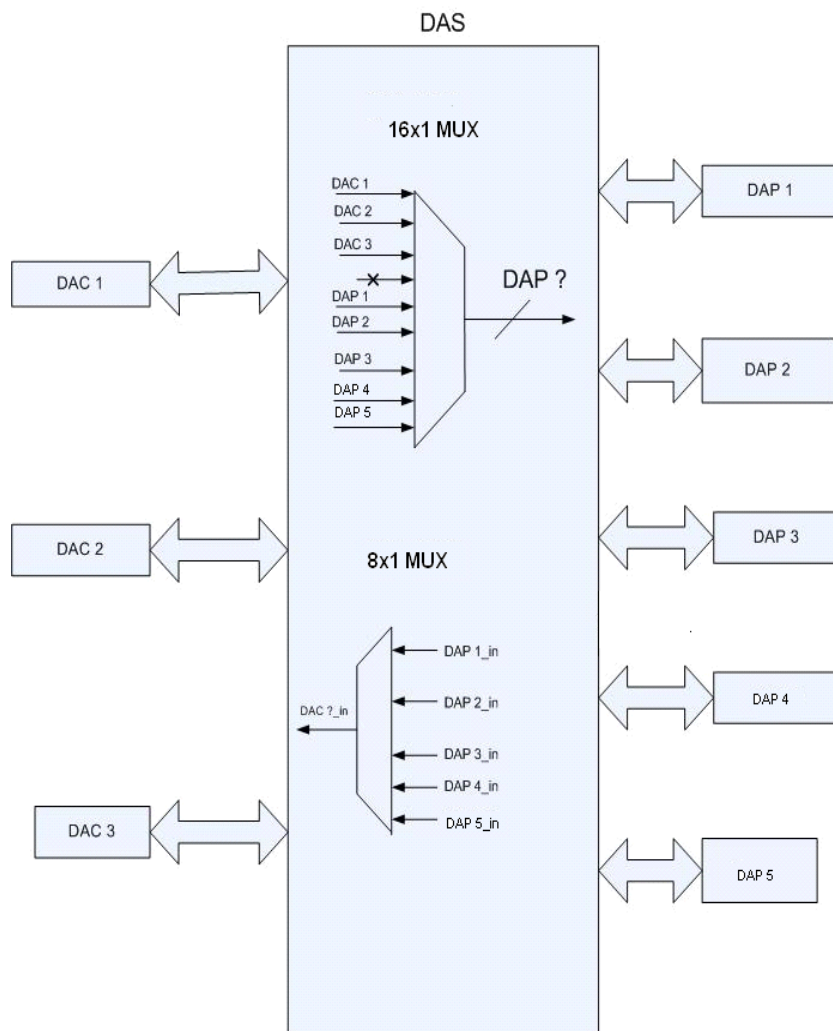 DAS
16x1 MUX
DAC 1
DAC 2
DAC 3
DAP 1
DAP 2
DAP 3
DAP 4
DAP 5
DAP ?
8x1 MUX
DAP 1_in
DAP 2_in
DAP 3_in
DAP 4_in
DAP 5_in
DAC ?_in
DAC 1
DAC 2
DAC 3
DAP 1
DAP 2
DAP 3
DAP 4
DAP 5